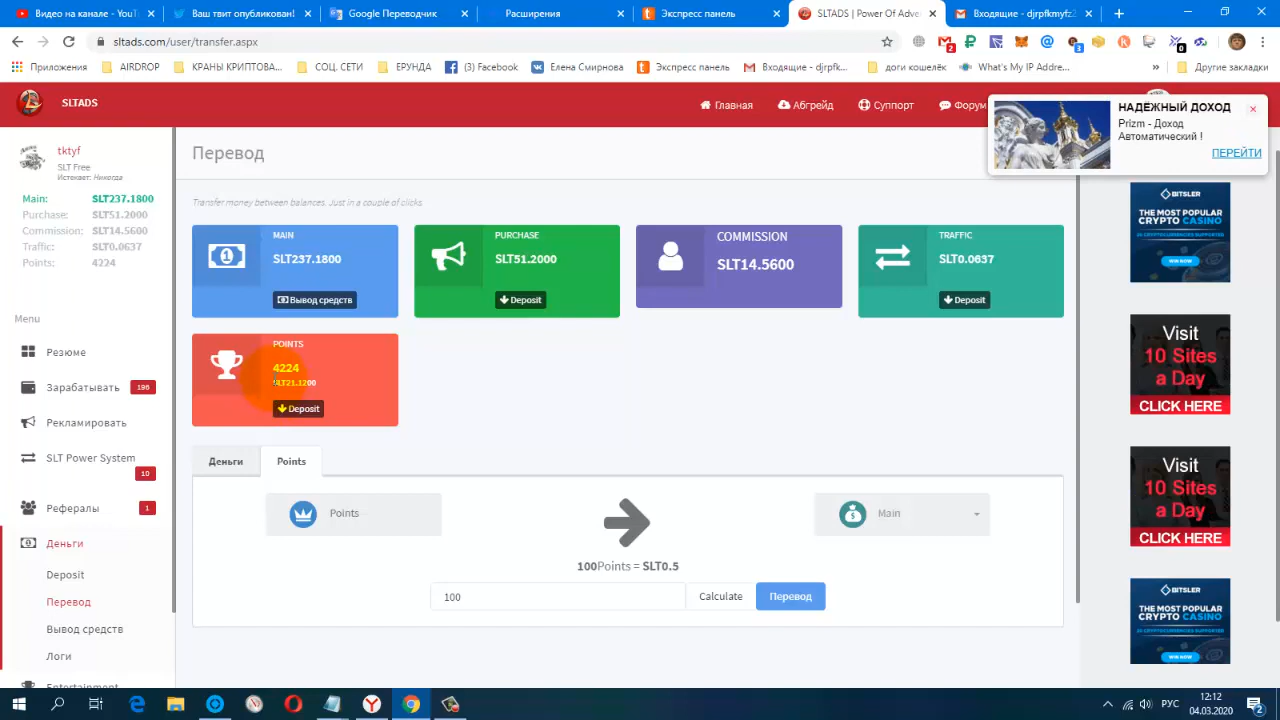 Видео на канале - YouT
Ваш твит опубликован!
Google Переводчик
Расширения
Экспресс панель
SLTADS | Power Of Adve
Входящие - djrpfkmyfz2
sltads.com/user/transfer.aspx
Приложения
AIRDROP
КРАНЫ КРИПТОВА...
СОЦ. СЕТИ
ЕРУНДА
(3) Facebook
Елена Смирнова
Экспресс панель
Входящие - djrpfk...
доги кошелёк
What's My IP Addre...
»
Другие закладки
SLTADS
Главная
Абгрейд
Суппорт
Форум
НАДЕЖНЫЙ ДОХОД
Prizm - Доход
Автоматический !
ПЕРЕЙТИ
tktyf
SLT Free
Истекает: Никогда
Main: SLT237.1800
Purchase: SLT51.2000
Commission: SLT14.5600
Traffic: SLT0.0637
Points: 4224
Menu
Резюме
Зарабатывать 196
Рекламировать
SLT Power System
10
Рефералы 1
Деньги
Deposit
Перевод
Вывод средств
Логи
Entertainment
Перевод
Transfer money between balances. Just in a couple of clicks
MAIN
SLT237.1800
Вывод средств
PURCHASE
SLT51.2000
Deposit
COMMISSION
SLT14.5600
TRAFFIC
SLT0.0637
Deposit
POINTS
4224
SLT21.1200
Deposit
Деньги
Points
Points
Main
100Points = SLT0.5
100
Calculate
Перевод
BITSLER
THE MOST POPULAR
CRYPTO CASINO
WIN NOW
Visit
10 Sites
a Day
CLICK HERE
Visit
10 Sites
a Day
CLICK HERE
BITSLER
THE MOST POPULAR
CRYPTO CASINO
WIN NOW
РУС
12:12
04.03.2020
2